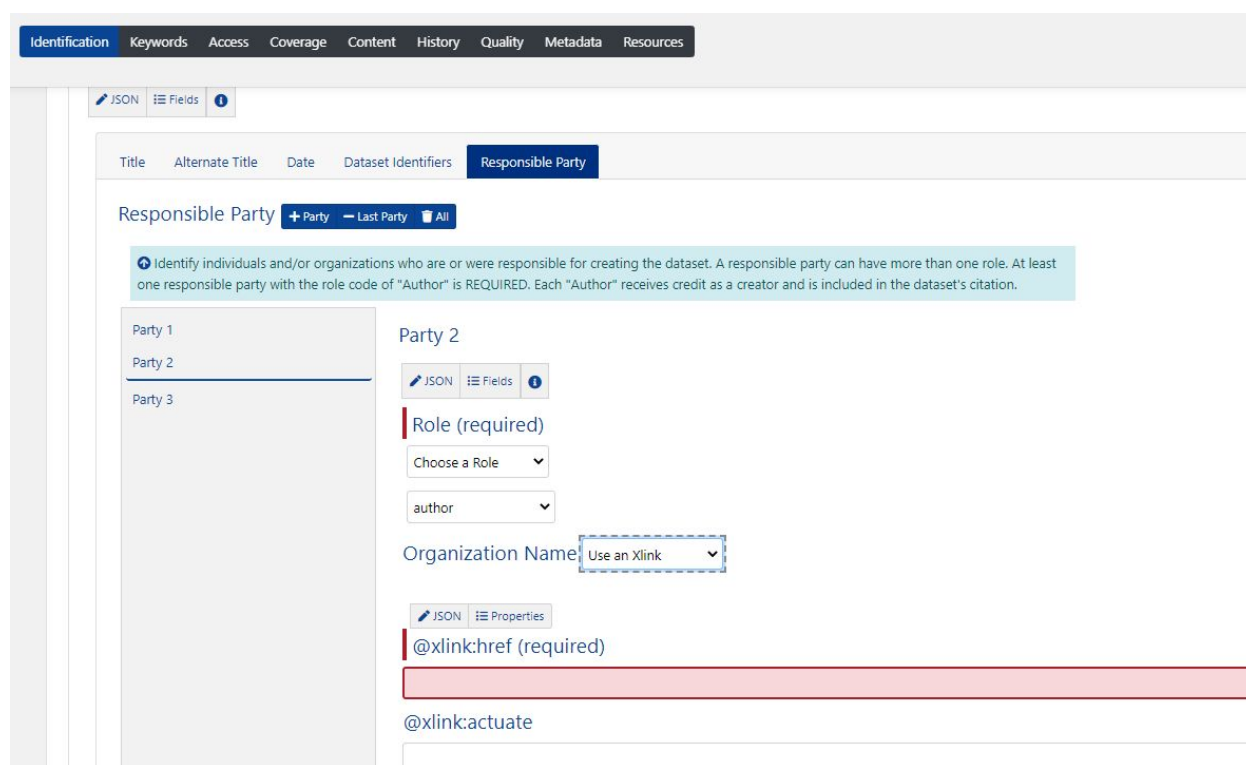 Identification Keywords Access Coverage Content History Quality Metadata Resources
JSON Fields
Title Alternate Title Date Dataset Identifiers Responsible Party
Responsible Party + Party − Last Party All
Identify individuals and/or organizations who are or were responsible for creating the dataset. A responsible party can have more than one role. At least
one responsible party with the role code of "Author" is REQUIRED. Each "Author" receives credit as a creator and is included in the dataset's citation.
Party 1
Party 2
Party 3
Party 2
JSON Fields
Role (required)
Choose a Role
author
Organization Name Use an Xlink
JSON Properties
@xlink:href (required)
@xlink:actuate